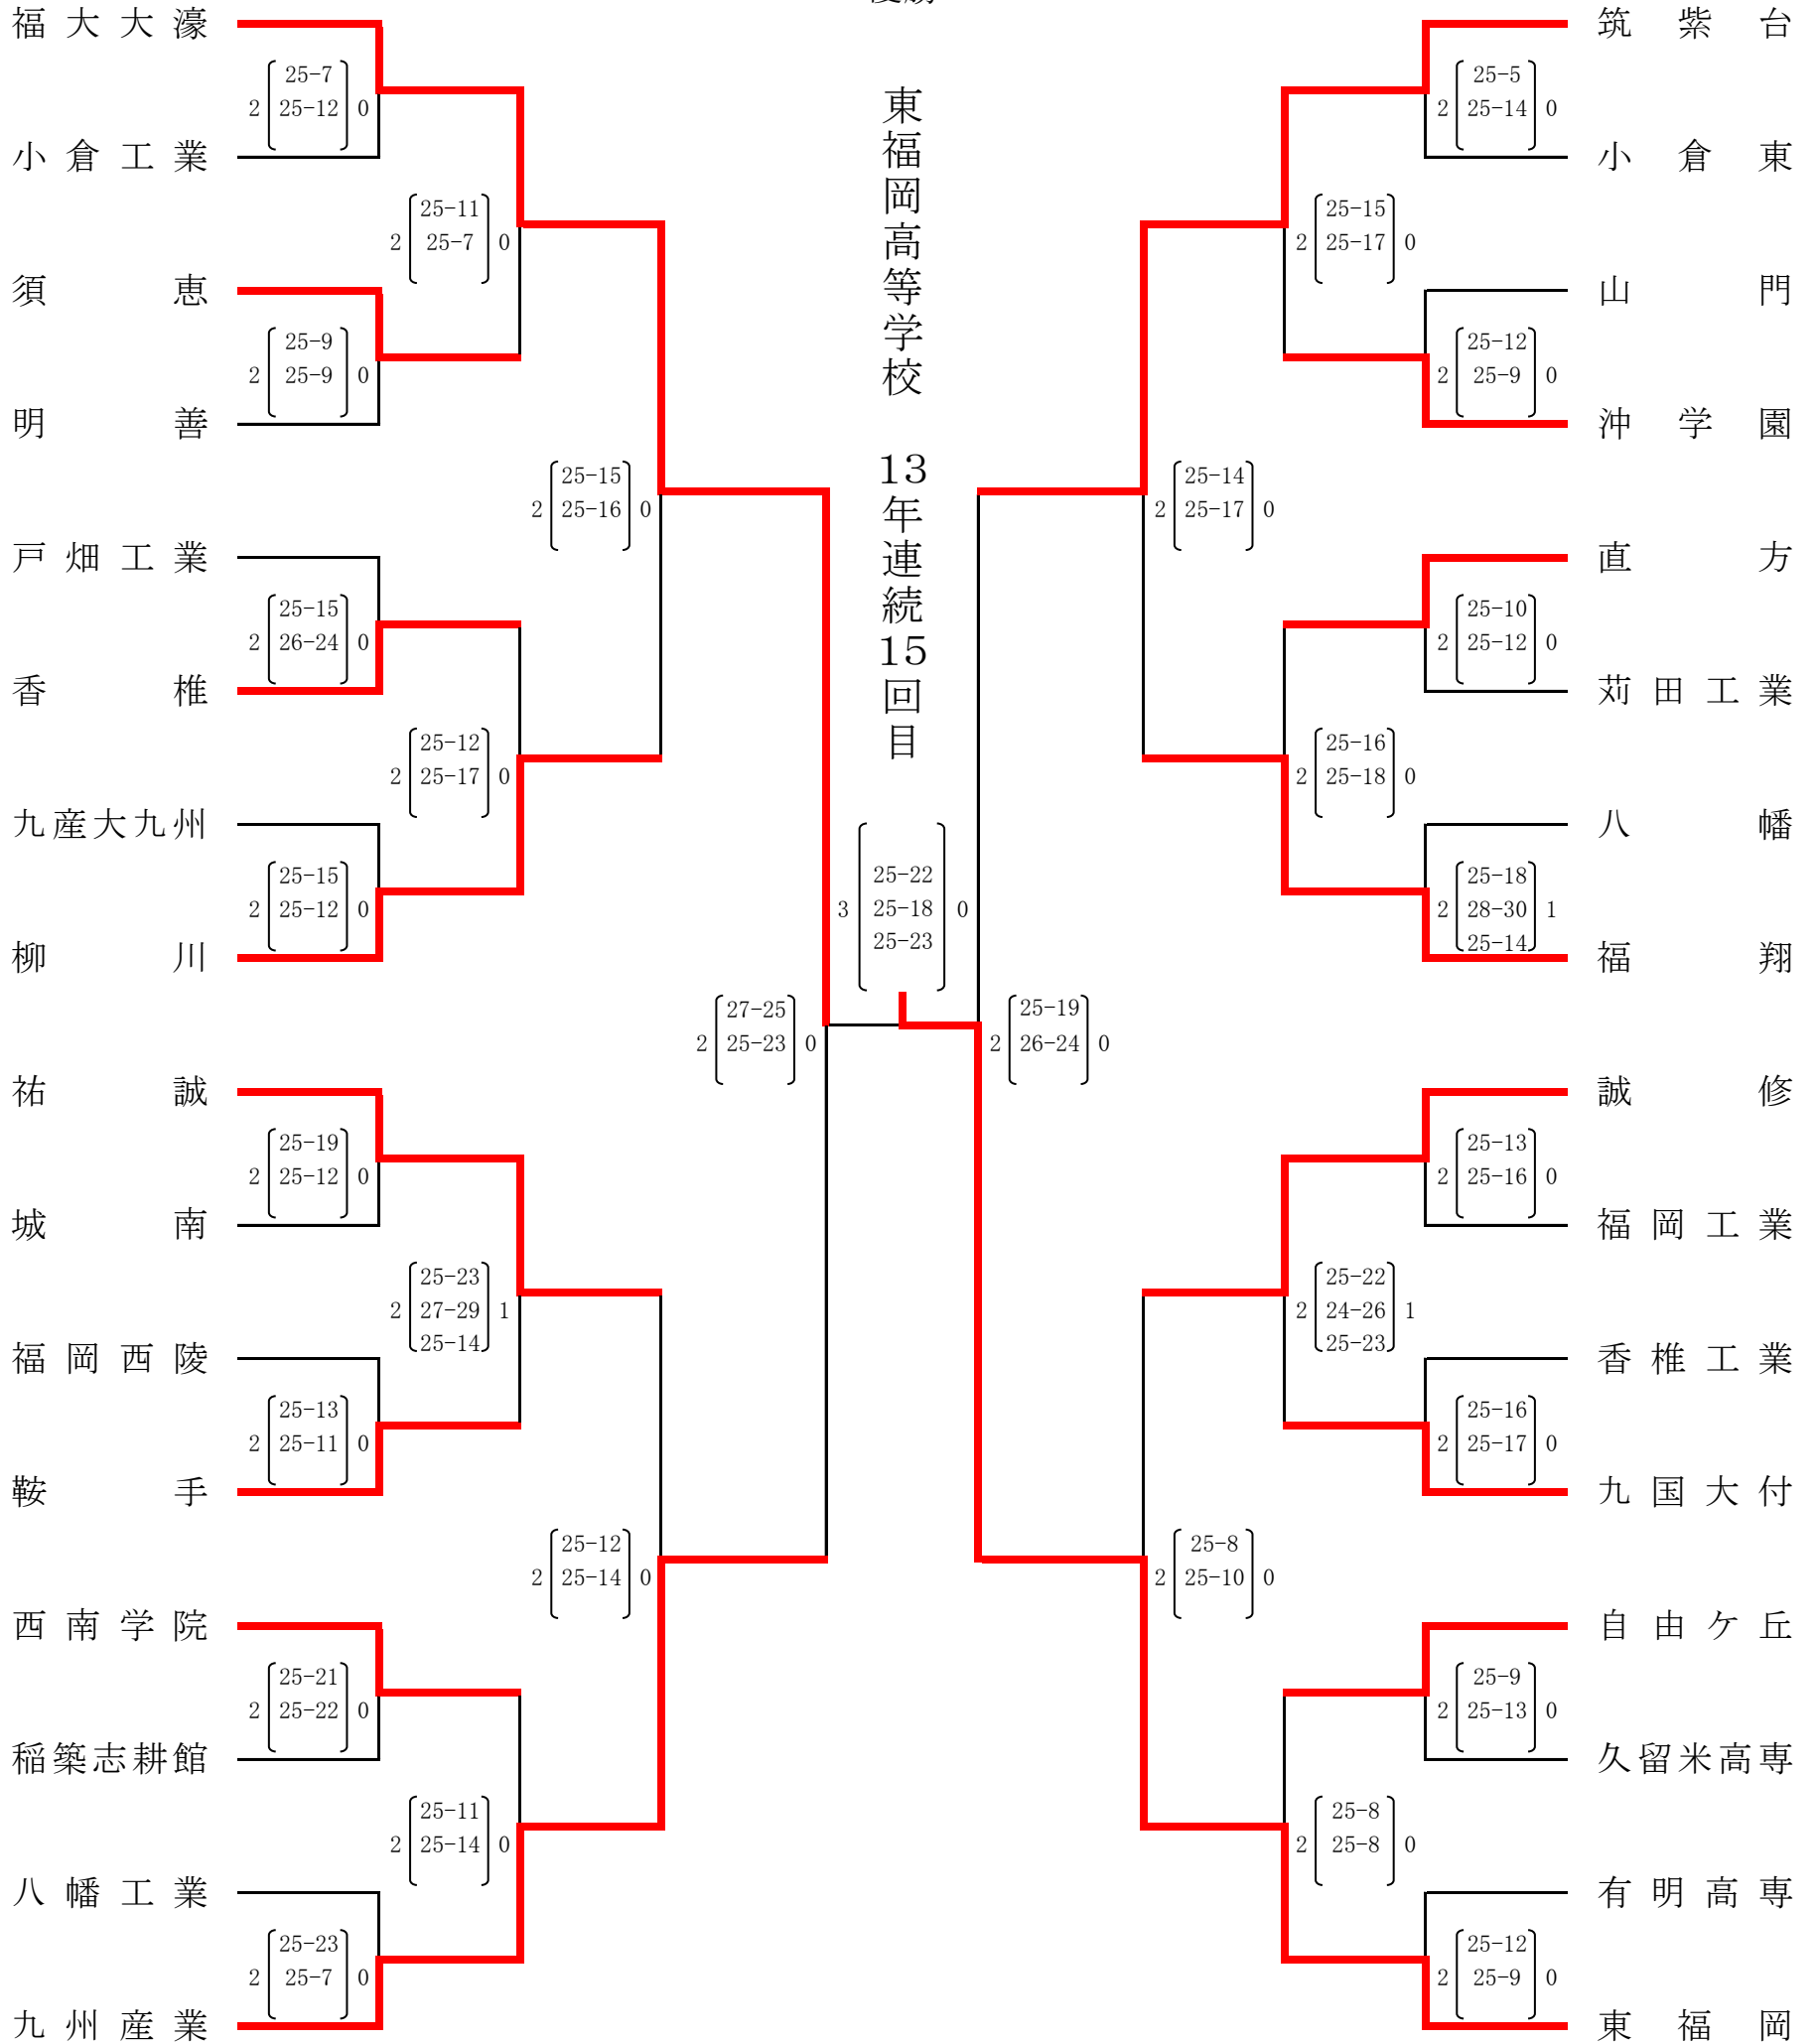 福大大濠
2 25-7 0
25-12
小倉工業
2 25-11 0
25-7
須恵
2 25-9 0
25-9
明善
2 25-15 0
25-16
戸畑工業
2 25-15 0
26-24
香椎
2 25-12 0
25-17
九産大九州
2 25-15 0
25-12
柳川
2 27-25 0
25-23
祐誠
2 25-19 0
25-12
城南
2 25-23 1
27-29
25-14
福岡西陵
2 25-13 0
25-11
鞍手
2 25-12 0
25-14
西南学院
2 25-21 0
25-22
稲築志耕館
2 25-11 0
25-14
八幡工業
2 25-23 0
25-7
九州産業
東福岡高等学校 13年連続15回目
3 25-22 0
25-18
25-23
筑紫台
2 25-5 0
25-14
小倉東
2 25-15 0
25-17
山門
2 25-12 0
25-9
沖学園
2 25-14 0
25-17
直方
2 25-10 0
25-12
苅田工業
2 25-16 0
25-18
八幡
2 25-18 1
28-30
25-14
福翔
2 25-19 0
26-24
誠修
2 25-13 0
25-16
福岡工業
2 25-22 1
24-26
25-23
香椎工業
2 25-16 0
25-17
九国大付
2 25-8 0
25-10
自由ケ丘
2 25-9 0
25-13
久留米高専
2 25-8 0
25-8
有明高専
2 25-12 0
25-9
東福岡